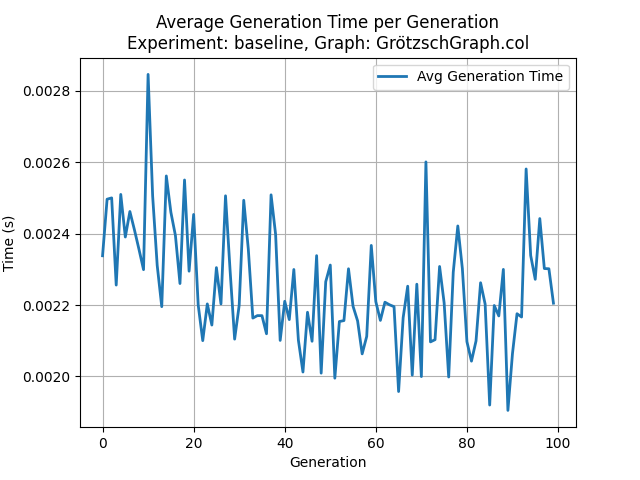 Average Generation Time per Generation
Experiment: baseline, Graph: GrötzschGraph.col
Avg Generation Time
Time (s)
0.0028
0.0026
0.0024
0.0022
0.0020
0 20 40 60 80 100
Generation